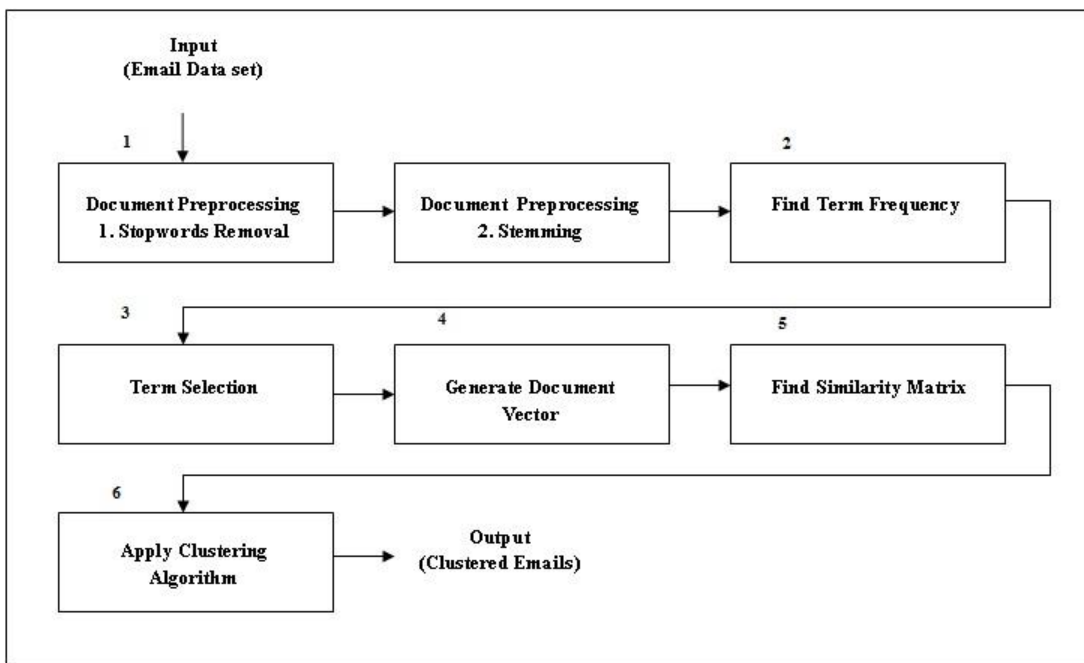 Input
(Email Data set)
1
2
Document Preprocessing
1. Stopwords Removal
Document Preprocessing
2. Stemming
Find Term Frequency
3
4
5
Term Selection
Generate Document
Vector
Find Similarity Matrix
6
Apply Clustering
Algorithm
Output
(Clustered Emails)